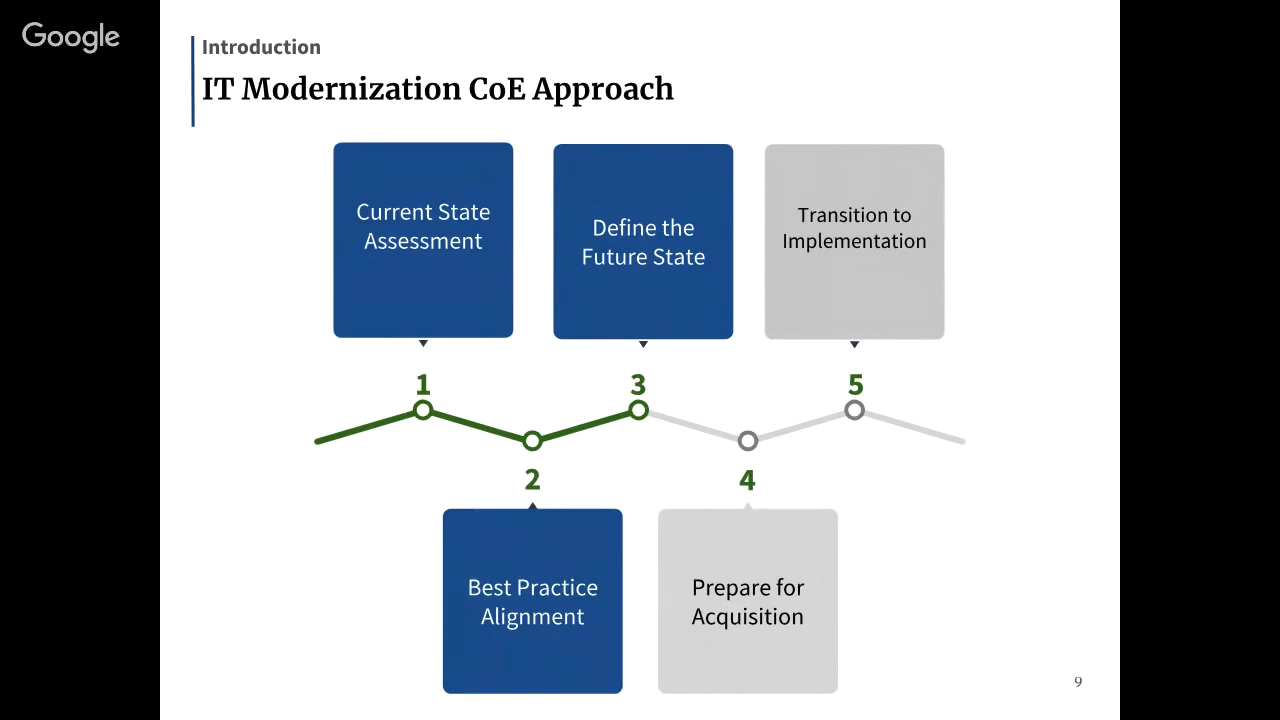 Google
Introduction
IT Modernization CoE Approach
Current State
Assessment
Define the
Future State
Transition to
Implementation
1
3
5
2
4
Best Practice
Alignment
Prepare for
Acquisition
9